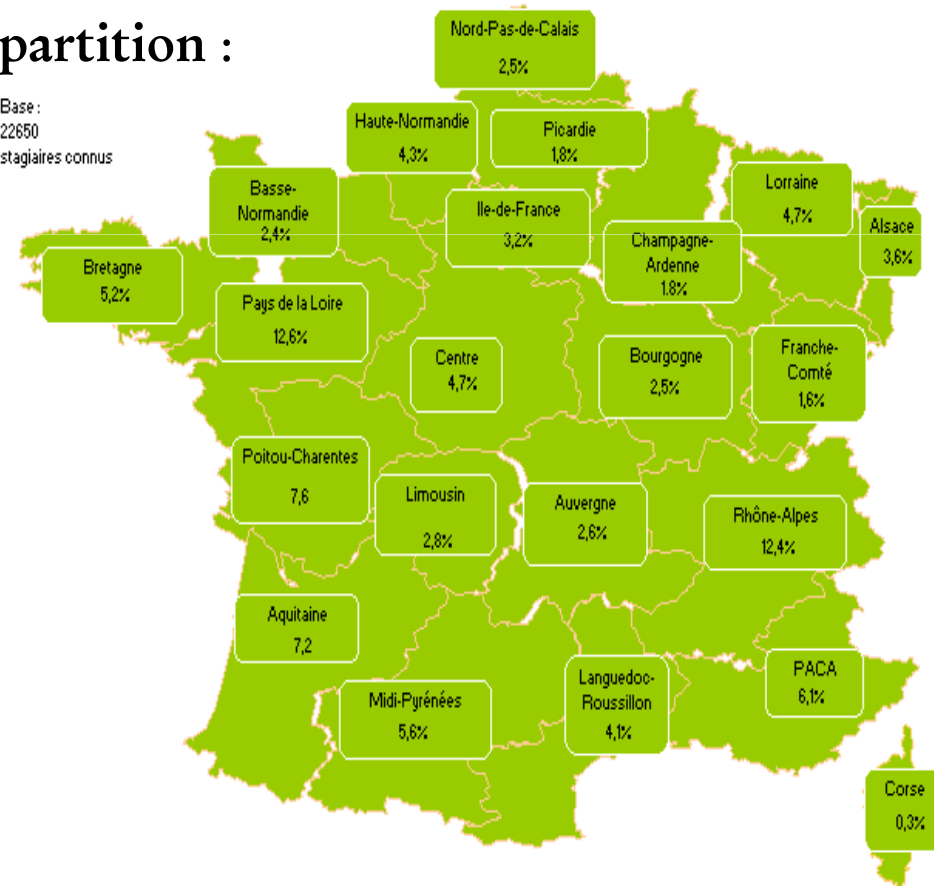 partition :
Base :
22650
stagiaires connus
Nord-Pas-de-Calais
2,5%
Haute-Normandie
4,3%
Picardie
1,8%
Basse-
Normandie
2,4%
Ile-de-France
3,2%
Lorraine
4,7%
Alsace
3,6%
Champagne-
Ardenne
1.8%
Bretagne
5,2%
Pays de la Loire
12,6%
Centre
4,7%
Bourgogne
2,5%
Franche-
Comté
1,6%
Poitou-Charentes
7,6
Limousin
2,8%
Auvergne
2,6%
Rhône-Alpes
12,4%
Aquitaine
7,2
Midi-Pyrénées
5,6%
Languedoc-
Roussillon
4,1%
PACA
6,1%
Corse
0,3%